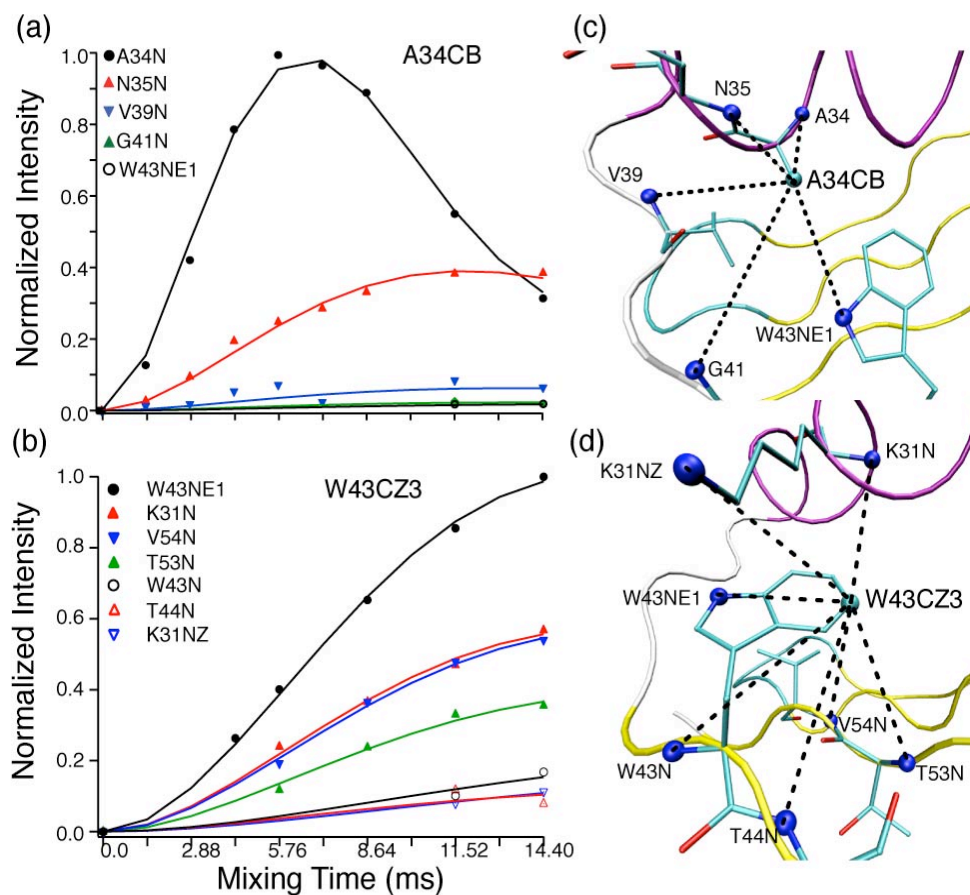 (a)
A34CB
Normalized Intensity
1.0
0.8
0.6
0.4
0.2
0.0
A34N
N35N
V39N
G41N
W43NE1
(c)
N35
A34
A34CB
V39
W43NE1
G41
(b)
W43CZ3
Normalized Intensity
1.0
0.8
0.6
0.4
0.2
0.0
W43NE1
K31N
V54N
T53N
W43N
T44N
K31NZ
0.0 2.88 5.76 8.64 11.52 14.40
Mixing Time (ms)
(d)
K31NZ
K31N
W43NE1
W43CZ3
V54N
W43N
T53N
T44N